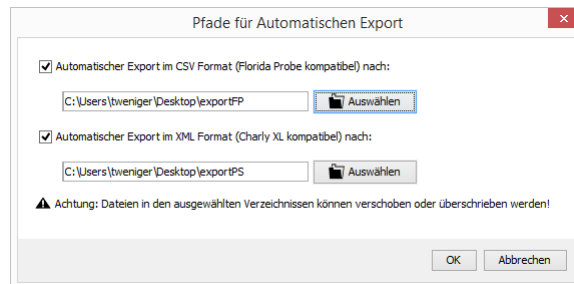 Pfade für Automatischen Export
Automatischer Export im CSV Format (Florida Probe kompatibel) nach:
C:\Users\tweniger\Desktop\exportFP
Auswählen
Automatischer Export im XML Format (Charly XL kompatibel) nach:
C:\Users\tweniger\Desktop\exportPS
Auswählen
Achtung: Dateien in den ausgewählten Verzeichnissen können verschoben oder überschrieben werden!
OK
Abbrechen